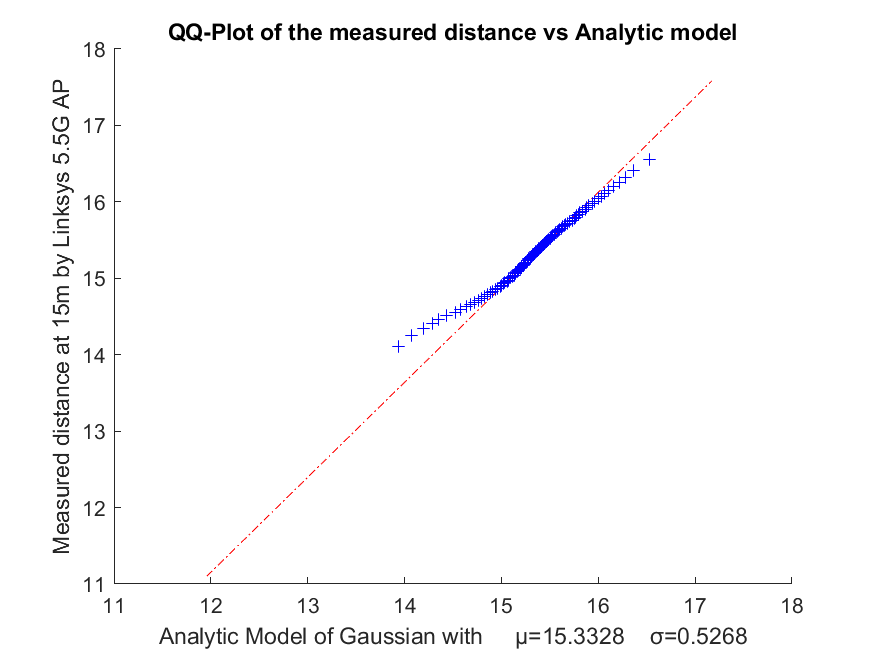 QQ-Plot of the measured distance vs Analytic model
Measured distance at 15m by Linksys 5.5G AP
18
17
16
15
14
13
12
11
11 12 13 14 15 16 17 18
Analytic Model of Gaussian with μ=15.3328 σ=0.5268